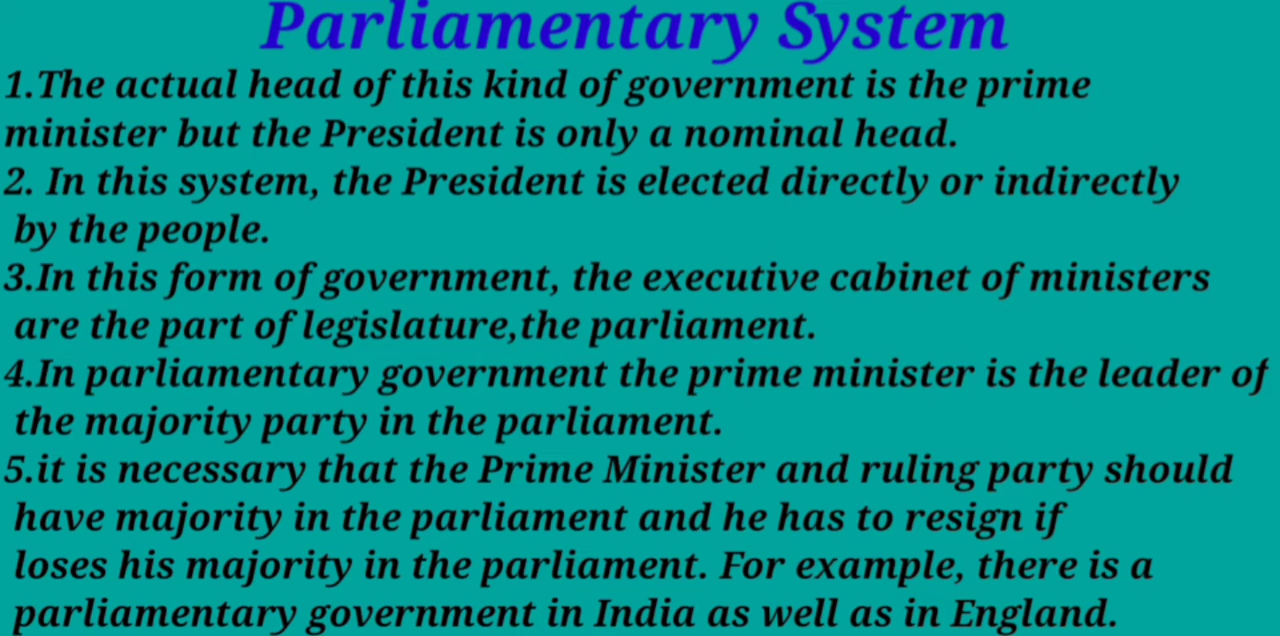 Parliamentary System
1.The actual head of this kind of government is the prime
minister but the President is only a nominal head.
2. In this system, the President is elected directly or indirectly
by the people.
3.In this form of government, the executive cabinet of ministers
are the part of legislature,the parliament.
4.In parliamentary government the prime minister is the leader of
the majority party in the parliament.
5.it is necessary that the Prime Minister and ruling party should
have majority in the parliament and he has to resign if
loses his majority in the parliament. For example, there is a
parliamentary government in India as well as in England.